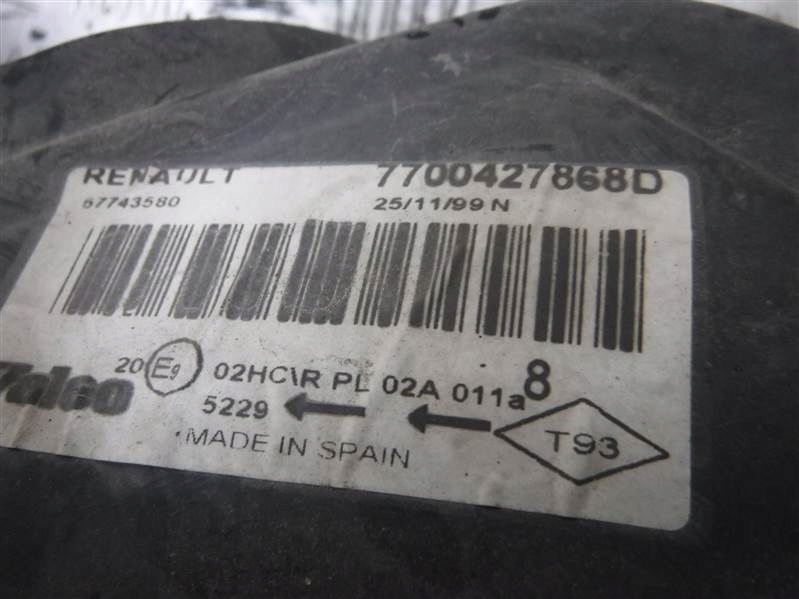 RENAULT 7700427868D
67743580 25/11/99 N
Valeo 20 E9 02HC\R PL 02A 011a 8
5229
MADE IN SPAIN T93